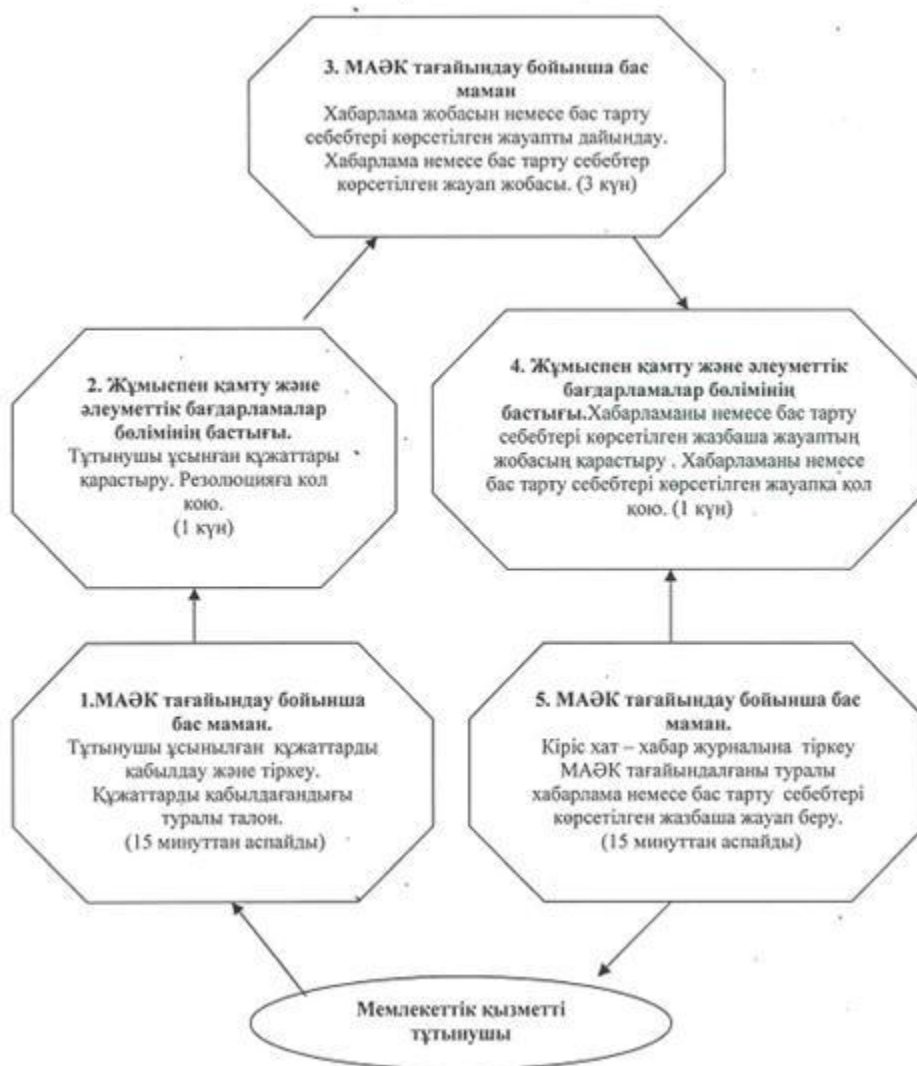 3. МАӘК тағайындау бойынша бас
маман
Хабарлама жобасын немесе бас тарту
себебтері көрсетілген жауапты дайындау.
Хабарлама немесе бас тарту себебтер
көрсетілген жауап жобасы. (3 күн)
2. Жұмыспен қамту және
әлеуметтік бағдарламалар
бөлімінің бастығы.
Тұтынушы ұсынған құжаттары
қарастыру. Резолюцияға қол
қою.
(1 күн)
4. Жұмыспен қамту және әлеуметтік
бағдарламалар бөлімінің
бастығы.Хабарламаны немесе бас тарту
себебтері көрсетілген жазбаша жауаптың
жобасың қарастыру . Хабарламаны немесе
бас тарту себебтері көрсетілген жауапка қол
қою. (1 күн)
1.МАӘК тағайындау бойынша
бас маман.
Тұтынушы ұсынылған құжаттарды
қабылдау және тіркеу.
Құжаттарды қабылдағандығы
туралы талон.
(15 минуттан аспайды)
5. МАӘК тағайындау бойынша бас
маман.
Кіріс хат – хабар журналына тіркеу
МАӘК тағайындалғаны туралы
хабарлама немесе бас тарту себебтері
көрсетілген жазбаша жауап беру.
(15 минуттан аспайды)
Мемлекеттік қызметті
тұтынушы